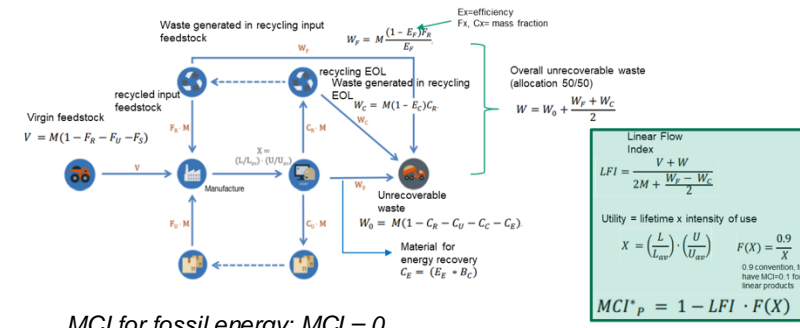 Ex=efficiency
Fx, Cx= mass fraction
Waste generated in recycling input
feedstock
W_F = M (1 − E_F)F_R / E_F
W_F
recycling EOL
Waste generated in recycling
EOL
W_C = M(1 − E_C)C_R
W_C
recycled input
feedstock
Overall unrecoverable waste
(allocation 50/50)
W = W_0 + (W_F + W_C) / 2
Virgin feedstock
V = M(1 − F_R − F_U − F_S)
V
F_R · M
C_R · M
X =
(L/L_av) · (U/U_av)
Manufacture
W_0
Unrecoverable
waste
W_0 = M(1 − C_R − C_U − C_C − C_E).
F_U · M
C_U · M
Material for
energy recovery
C_E = (E_E * B_C)
Linear Flow
Index
LFI = (V + W) / (2M + (W_F − W_C) / 2)
Utility = lifetime x intensity of use
X = (L / L_av) · (U / U_av)
F(X) = 0.9 / X
0.9 convention, t
have MCI=0.1 for
linear products
MCI*_P = 1 − LFI · F(X)
MCI for fossil energy: MCI = 0